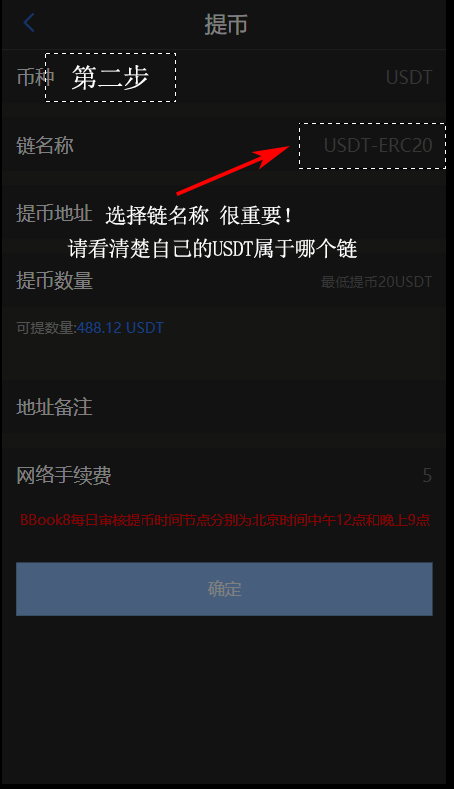 提币
币种 第二步 USDT
链名称 USDT-ERC20
提币地址 选择链名称 很重要！
请看清楚自己的USDT属于哪个链
提币数量 最低提币20USDT
可提数量:488.12 USDT
地址备注
网络手续费 5
BBook8每日审核提币时间节点分别为北京时间中午12点和晚上9点
确定